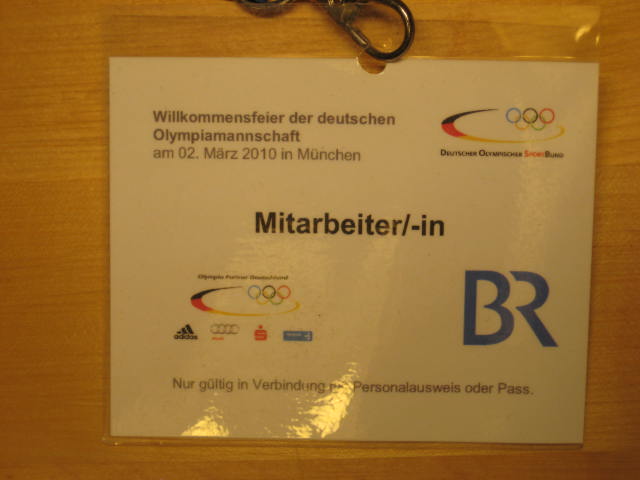 Willkommensfeier der deutschen
Olympiamannschaft
am 02. März 2010 in München
DEUTSCHER OLYMPISCHER SPORTBUND
Mitarbeiter/-in
Olympia Partner Deutschland
adidas
Audi
BR
Nur gültig in Verbindung Personalausweis oder Pass.